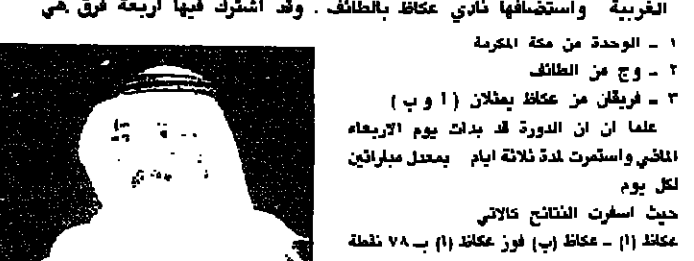 الغربية واستضافها نادي عكاظ بالطائف . وقد اشترك فيها اربعة فرق هي
١ - الوحدة من مكة المكرمة
٢ - وج من الطائف
٣ - فريقان من عكاظ يمثلان ( أ و ب )
علما ان ان الدورة قد بدات يوم الاربعاء
الماضي واستمرت لمدة ثلاثة ايام بمعدل مباراتين
لكل يوم
حيث اسفرت النتائج كالاتي
عكاظ (أ) - عكاظ (ب) فوز عكاظ (أ) بـ ٧٨ نقطة